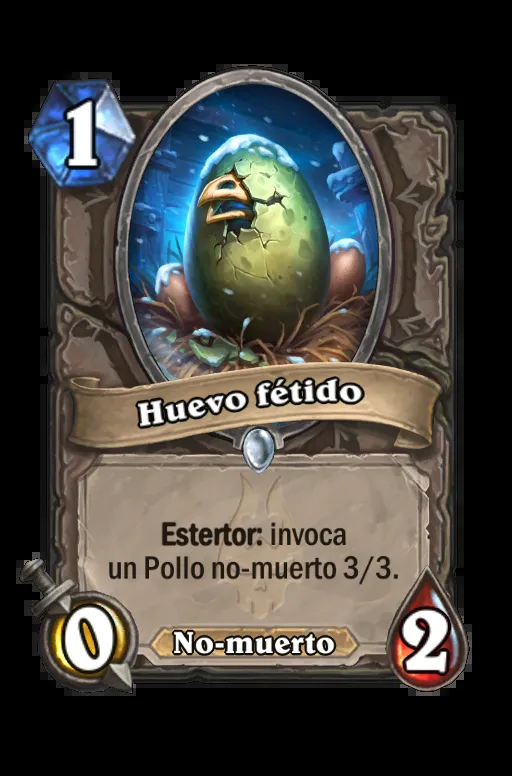 1
Huevo fétido
Estertor: invoca
un Pollo no-muerto 3/3.
0
No-muerto
2